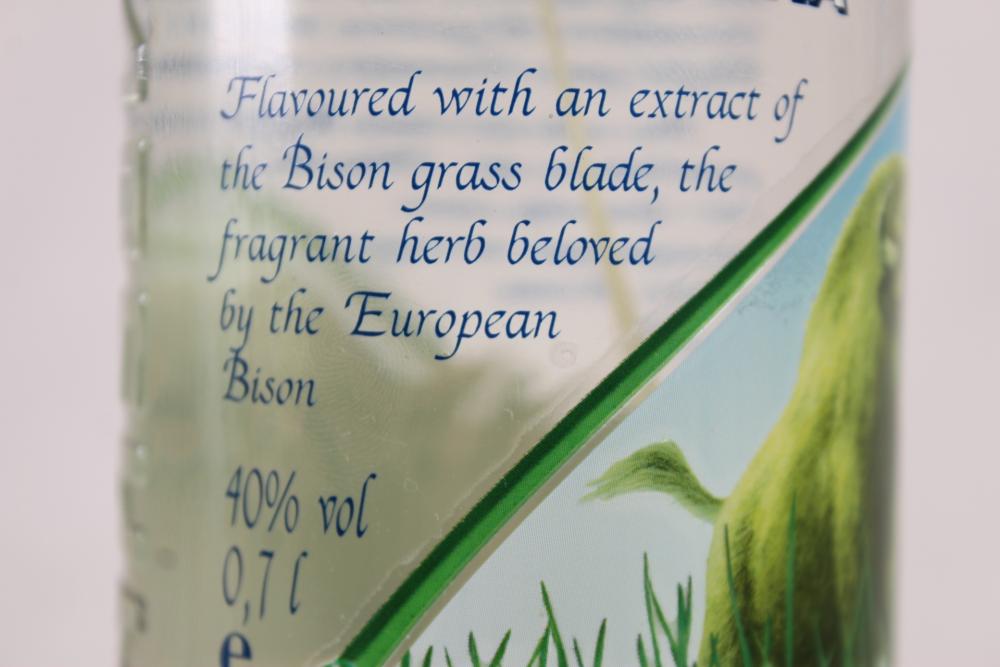 Flavoured with an extract of
the Bison grass blade, the
fragrant herb beloved
by the European
Bison
40% vol
0,7 l
e